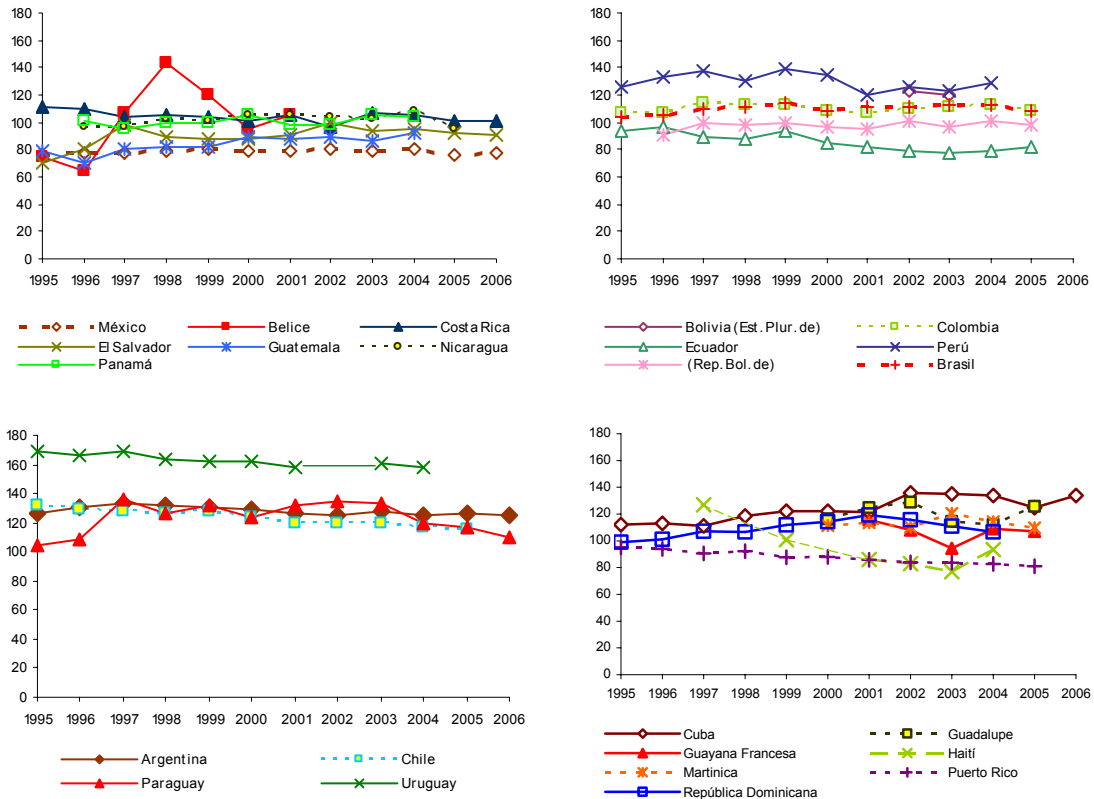 180
160
140
120
100
80
60
40
20
0
1995 1996 1997 1998 1999 2000 2001 2002 2003 2004 2005 2006
México Belice Costa Rica
El Salvador Guatemala Nicaragua
Panamá
180
160
140
120
100
80
60
40
20
0
1995 1996 1997 1998 1999 2000 2001 2002 2003 2004 2005 2006
Bolivia (Est. Plur. de) Colombia
Ecuador Perú
(Rep. Bol. de) Brasil
180
160
140
120
100
80
60
40
20
0
1995 1996 1997 1998 1999 2000 2001 2002 2003 2004 2005 2006
Argentina Chile
Paraguay Uruguay
180
160
140
120
100
80
60
40
20
0
1995 1996 1997 1998 1999 2000 2001 2002 2003 2004 2005 2006
Cuba Guadalupe
Guayana Francesa Haití
Martinica Puerto Rico
República Dominicana